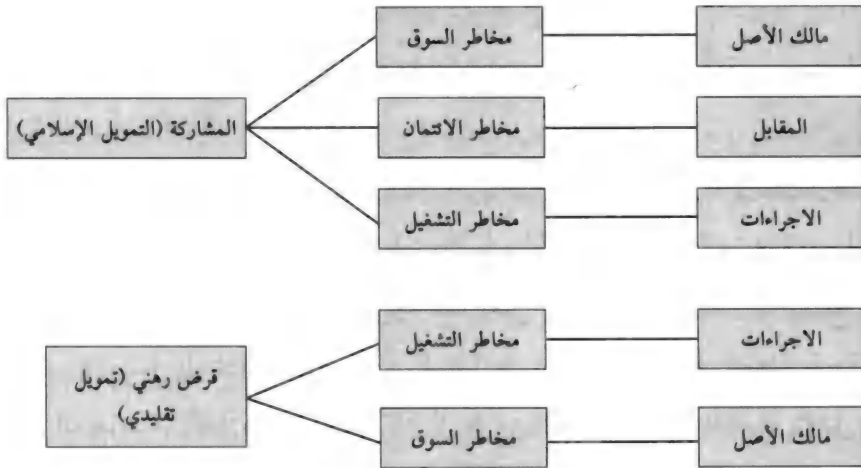 مخاطر السوق
مالك الأصل
المشاركة (التمويل الإسلامي)
مخاطر الائتمان
المقابل
مخاطر التشغيل
الاجراءات
مخاطر التشغيل
الاجراءات
قرض رهني (تمويل
تقليدي)
مخاطر السوق
مالك الأصل